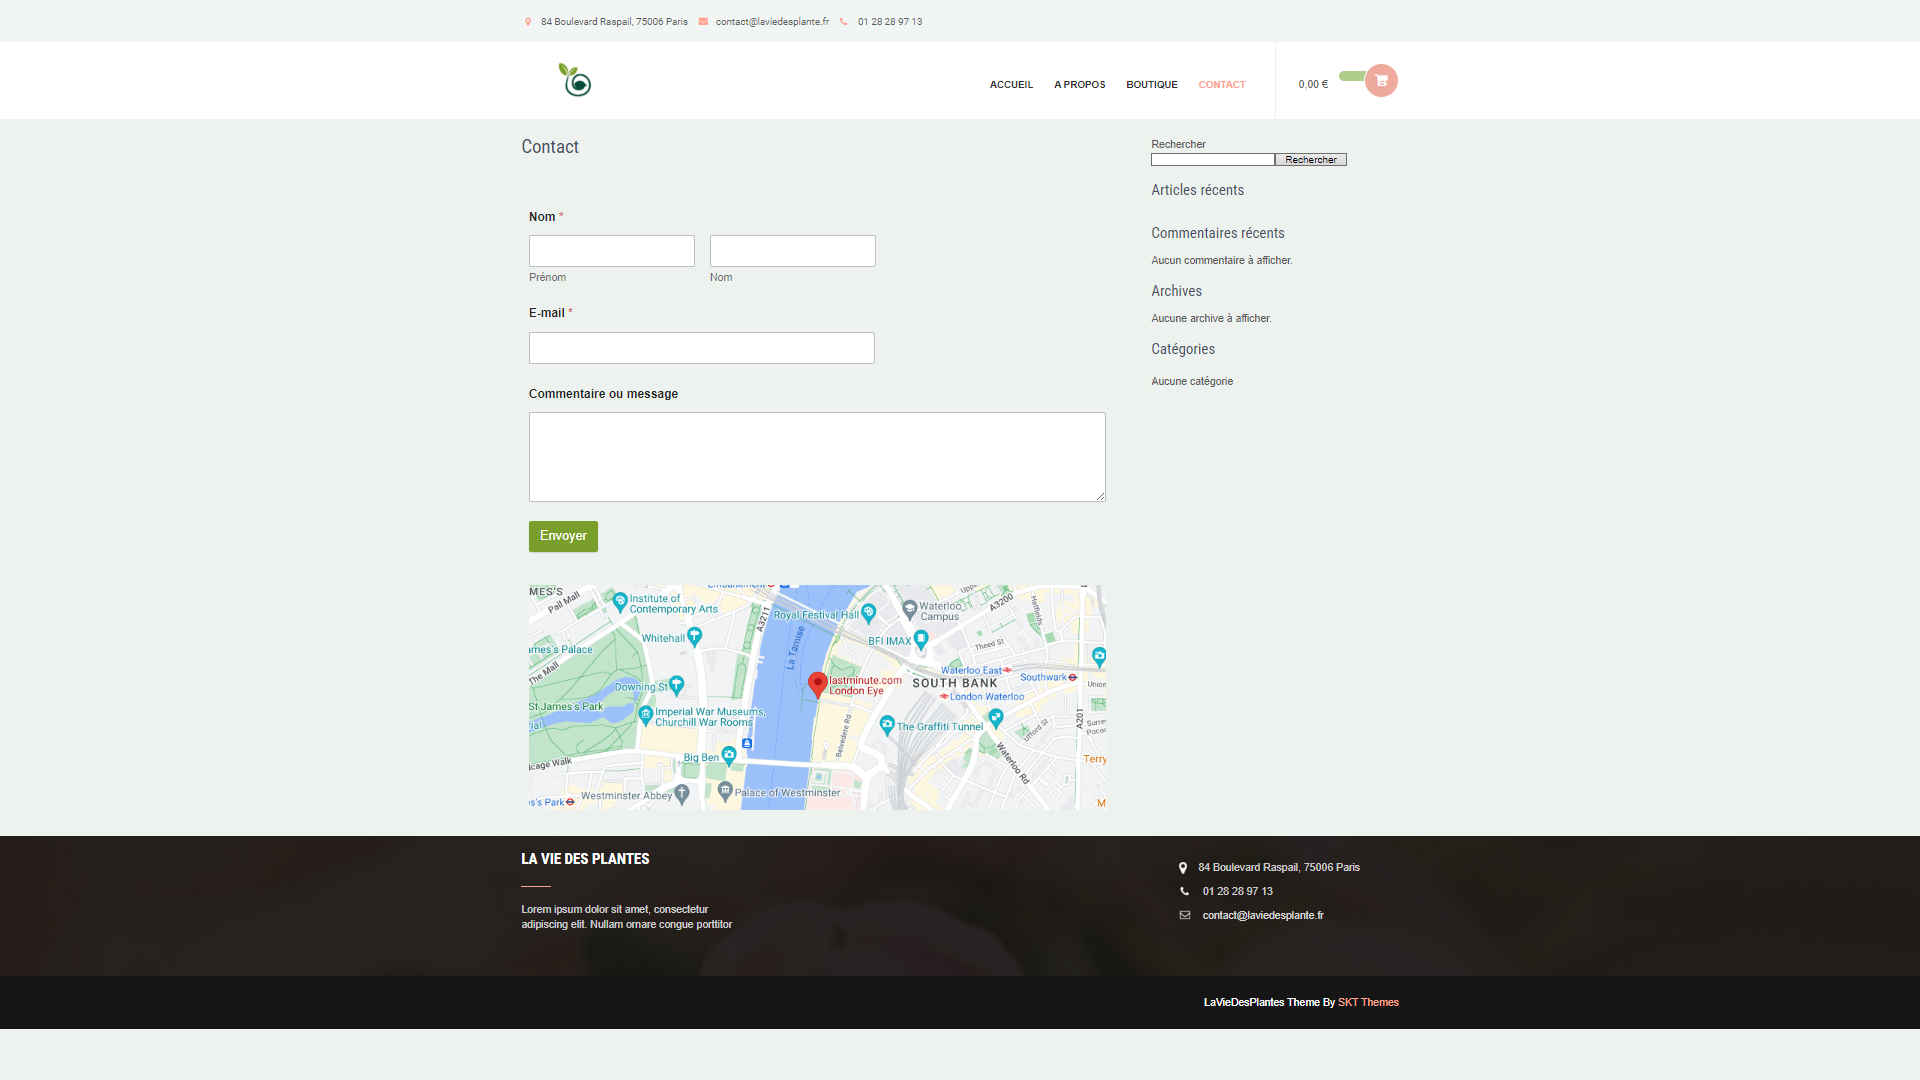 84 Boulevard Raspail, 75006 Paris contact@laviedesplante.fr 01 28 28 97 13
ACCUEIL A PROPOS BOUTIQUE CONTACT 0,00 €
Contact
Nom *
Prénom Nom
E-mail *
Commentaire ou message
Envoyer
Rechercher
Rechercher
Articles récents
Commentaires récents
Aucun commentaire à afficher.
Archives
Aucune archive à afficher.
Catégories
Aucune catégorie
MES'S
Pall Mall
Institute of
Contemporary Arts
A3211
Royal Festival Hall
Waterloo
Campus
A3200
Hatfields
Whitehall
La Tamise
BFI IMAX
Theed St
ames's Palace
The Mall
Waterloo East
Southwark
Union
lastminute.com
London Eye
SOUTH BANK
London Waterloo
Downing St
St James's Park
Imperial War Museums,
Churchill War Rooms
Belvedere Rd
The Graffiti Tunnel
Ufford St
A201
Surre
Poco
Big Ben
Waterloo Rd
Terry
cage Walk
Westminster Abbey
Palace of Westminster
s's Park
M
LA VIE DES PLANTES
Lorem ipsum dolor sit amet, consectetur
adipiscing elit. Nullam ornare congue porttitor
84 Boulevard Raspail, 75006 Paris
01 28 28 97 13
contact@laviedesplante.fr
LaVieDesPlantes Theme By SKT Themes